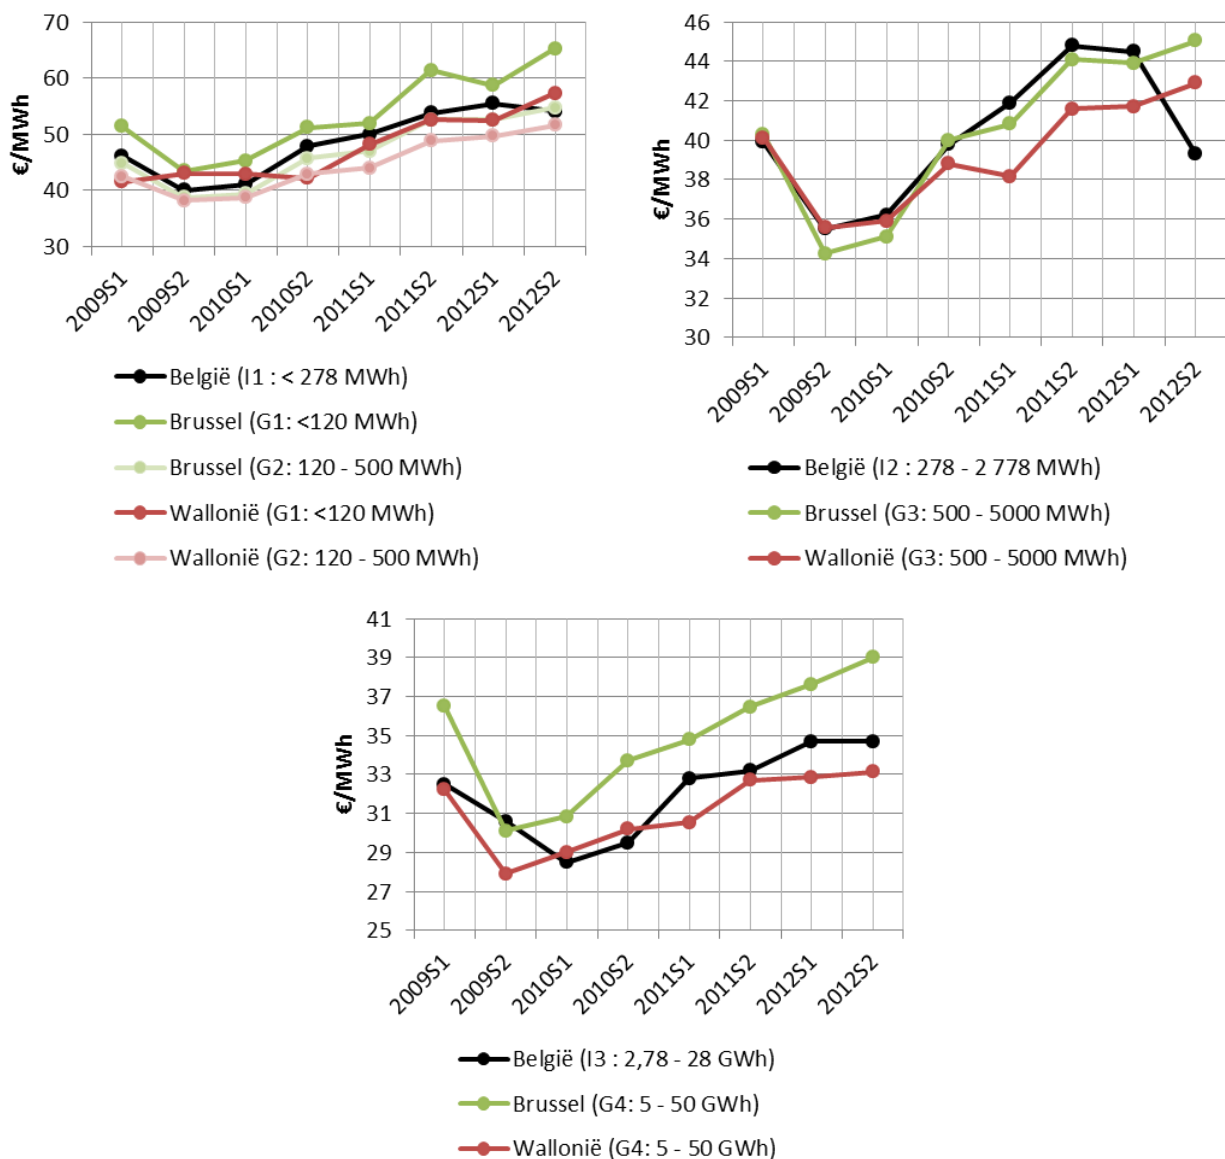 70
60
50
40
30
€/MWh
2009S1
2009S2
2010S1
2010S2
2011S1
2011S2
2012S1
2012S2
België (I1 : < 278 MWh)
Brussel (G1: <120 MWh)
Brussel (G2: 120 - 500 MWh)
Wallonië (G1: <120 MWh)
Wallonië (G2: 120 - 500 MWh)
46
44
42
40
38
36
34
32
30
€/MWh
2009S1
2009S2
2010S1
2010S2
2011S1
2011S2
2012S1
2012S2
België (I2 : 278 - 2 778 MWh)
Brussel (G3: 500 - 5000 MWh)
Wallonië (G3: 500 - 5000 MWh)
41
39
37
35
33
31
29
27
25
€/MWh
2009S1
2009S2
2010S1
2010S2
2011S1
2011S2
2012S1
2012S2
België (I3 : 2,78 - 28 GWh)
Brussel (G4: 5 - 50 GWh)
Wallonië (G4: 5 - 50 GWh)